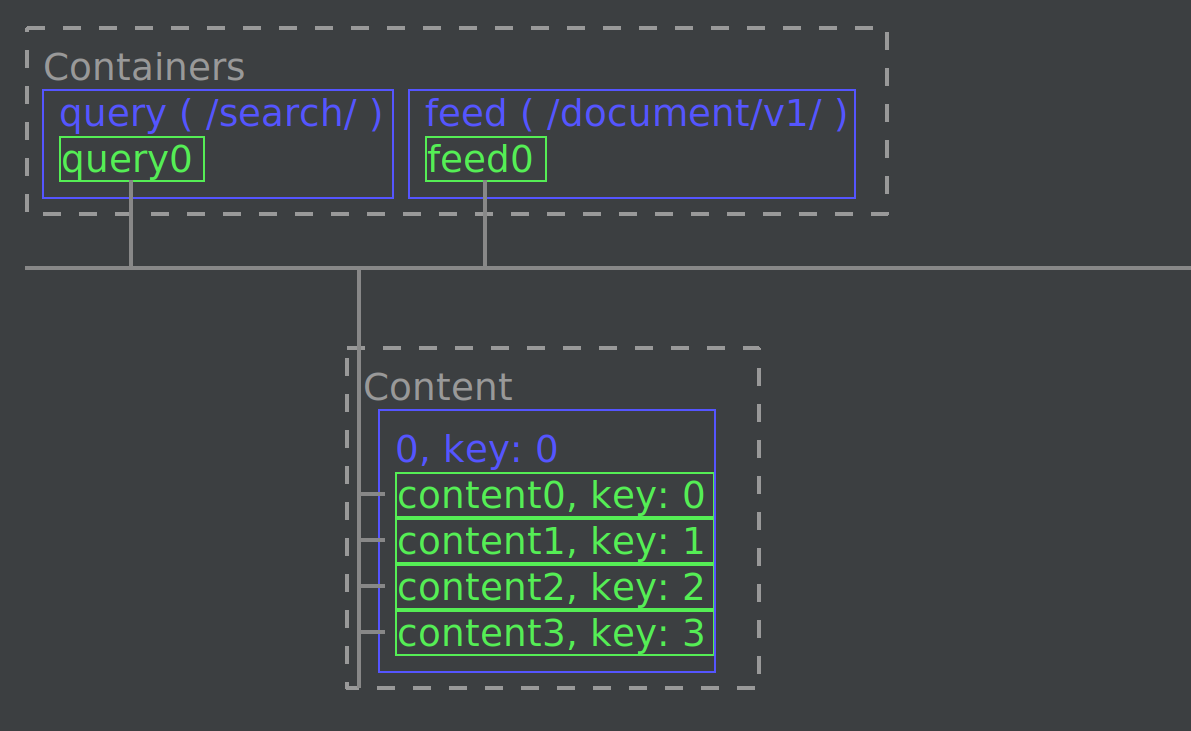 Containers
query ( /search/ )
query0
feed ( /document/v1/ )
feed0
Content
0, key: 0
content0, key: 0
content1, key: 1
content2, key: 2
content3, key: 3